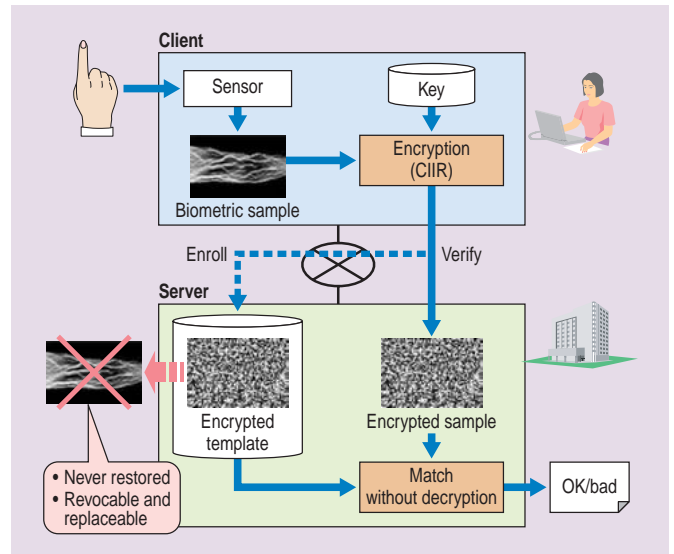 Client
Sensor
Key
Encryption
(CIIR)
Biometric sample
Enroll
Verify
Server
Encrypted
template
Encrypted sample
• Never restored
• Revocable and
replaceable
Match
without decryption
OK/bad